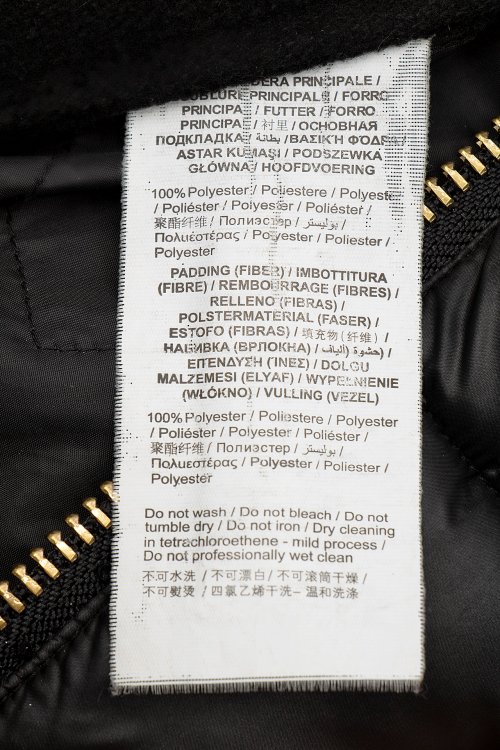 FODERA PRINCIPALE /
DOUBLURE PRINCIPALE / FORRO
PRINCIPAL / FUTTER / FORRO
PRINCIPAL / 衬里 / ОСНОВНАЯ
ПОДКЛАДКА / بطانة / ΒΑΣΙΚΗ ΦΟΔΡΑ /
ASTAR KUMAŞI / PODSZEWKA
GŁÓWNA / HOOFDVOERING
100% Polyester / Poliestere / Polyester
/ Poliéster / Polyester / Poliéster /
聚酯纤维 / Полиэстер / بوليستر /
Πολυέστερας / Polyester / Poliester /
Polyester
PADDING (FIBER) / IMBOTTITURA
(FIBRE) / REMBOURRAGE (FIBRES) /
RELLENO (FIBRAS) /
POLSTERMATERIAL (FASER) /
ESTOFO (FIBRAS) / 填充物 (纤维) /
НАБИВКА (ВРЛОКНА) / حشوة (ألياف) /
ΕΠΕΝΔΥΣΗ (ΊΝΕΣ) / DOLGU
MALZEMESI (ELYAF) / WYPEŁNIENIE
(WŁÓKNO) / VULLING (VEZEL)
100% Polyester / Poliestere / Polyester
/ Poliéster / Polyester / Poliéster /
聚酯纤维 / Полиэстер / بوليستر /
Πολυεστέρας / Polyester / Poliester /
Polyester
Do not wash / Do not bleach / Do not
tumble dry / Do not iron / Dry cleaning
in tetrachloroethene - mild process /
Do not professionally wet clean
不可水洗 / 不可漂白 / 不可滚筒干燥 /
不可熨烫 / 四氯乙烯干洗 - 温和洗涤